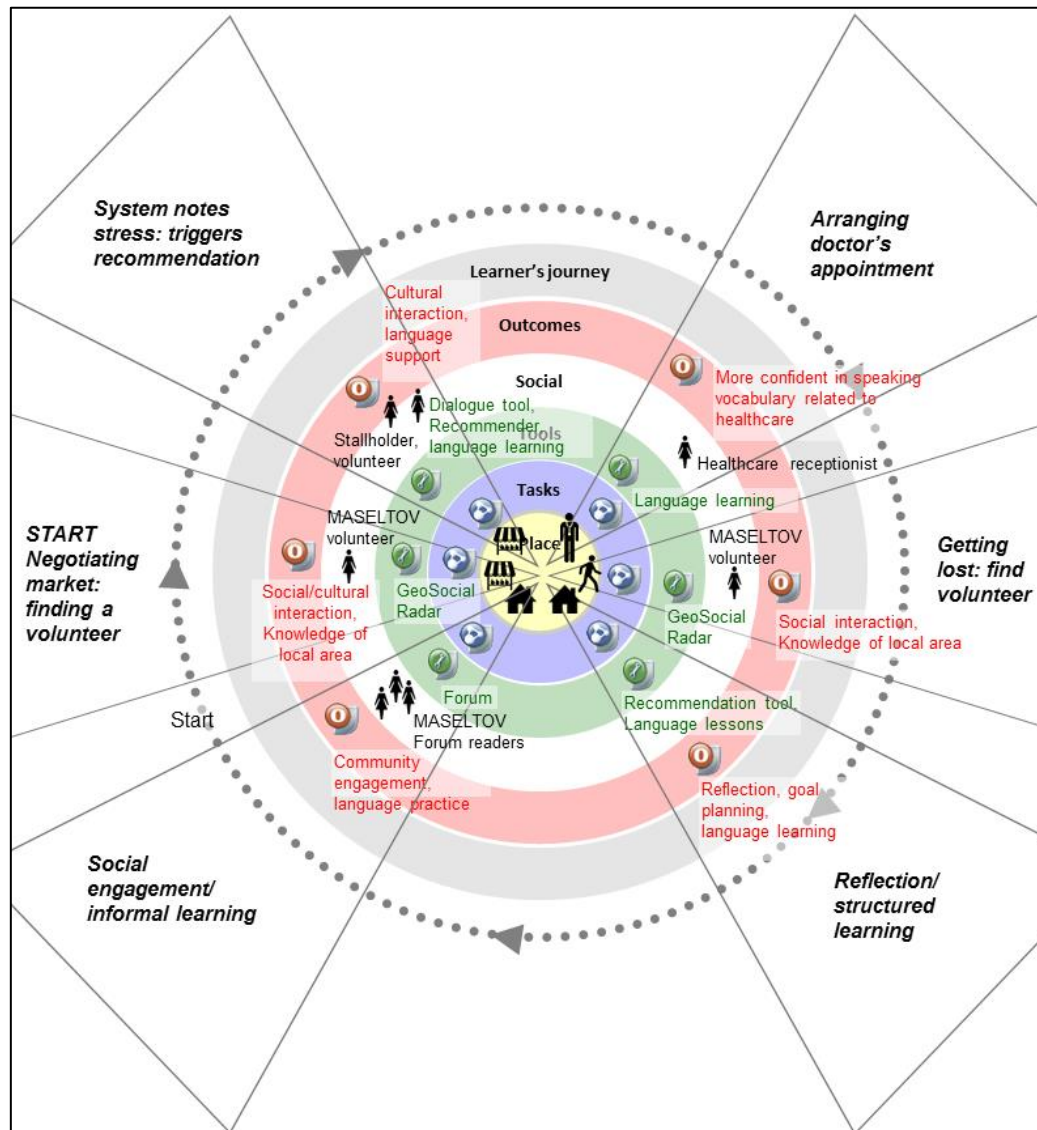 System notes
stress: triggers
recommendation
Arranging
doctor's
appointment
Learner's journey
Cultural
interaction,
language
support
Outcomes
Social
More confident in speaking
vocabulary related to
healthcare
Dialogue tool,
Recommender,
language learning
Tools
Stallholder,
volunteer
Healthcare receptionist
Tasks
Language learning
START
Negotiating
market:
finding a
volunteer
MASELTOV
volunteer
Place
MASELTOV
volunteer
Getting
lost: find
volunteer
GeoSocial
Radar
GeoSocial
Radar
Social/cultural
interaction,
Knowledge of
local area
Social interaction,
Knowledge of local area
Start
Forum
Recommendation tool,
Language lessons
MASELTOV
Forum readers
Community
engagement,
language practice
Reflection, goal
planning,
language learning
Social
engagement/
informal learning
Reflection/
structured
learning